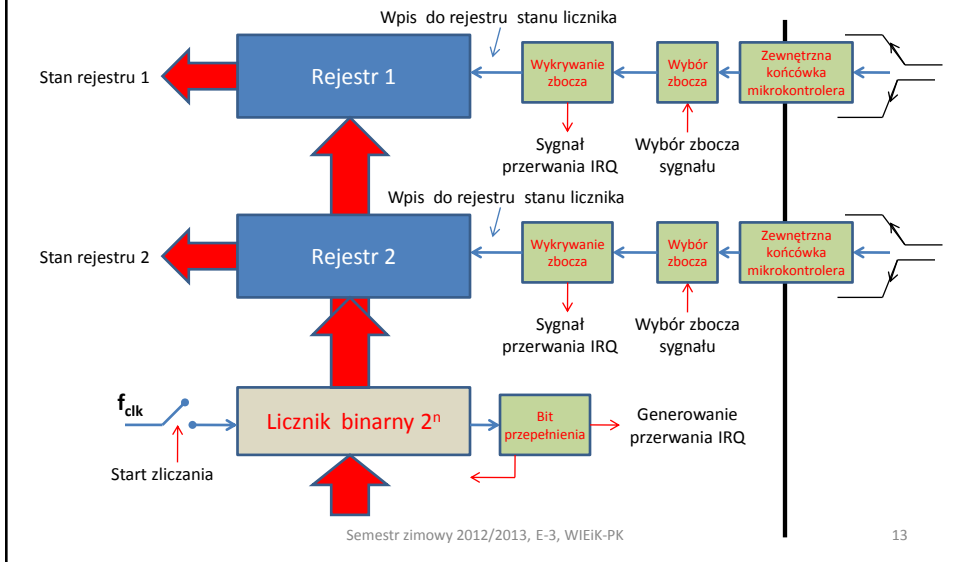 Wpis do rejestru stanu licznika
Stan rejestru 1
Rejestr 1
Wykrywanie
zbocza
Wybór
zbocza
Zewnętrzna
końcówka
mikrokontrolera
Sygnał
przerwania IRQ
Wybór zbocza
sygnału
Wpis do rejestru stanu licznika
Stan rejestru 2
Rejestr 2
Wykrywanie
zbocza
Wybór
zbocza
Zewnętrzna
końcówka
mikrokontrolera
Sygnał
przerwania IRQ
Wybór zbocza
sygnału
fclk
Licznik binarny 2ⁿ
Bit
przepełnienia
Generowanie
przerwania IRQ
Start zliczania
Semestr zimowy 2012/2013, E-3, WIEiK-PK
13